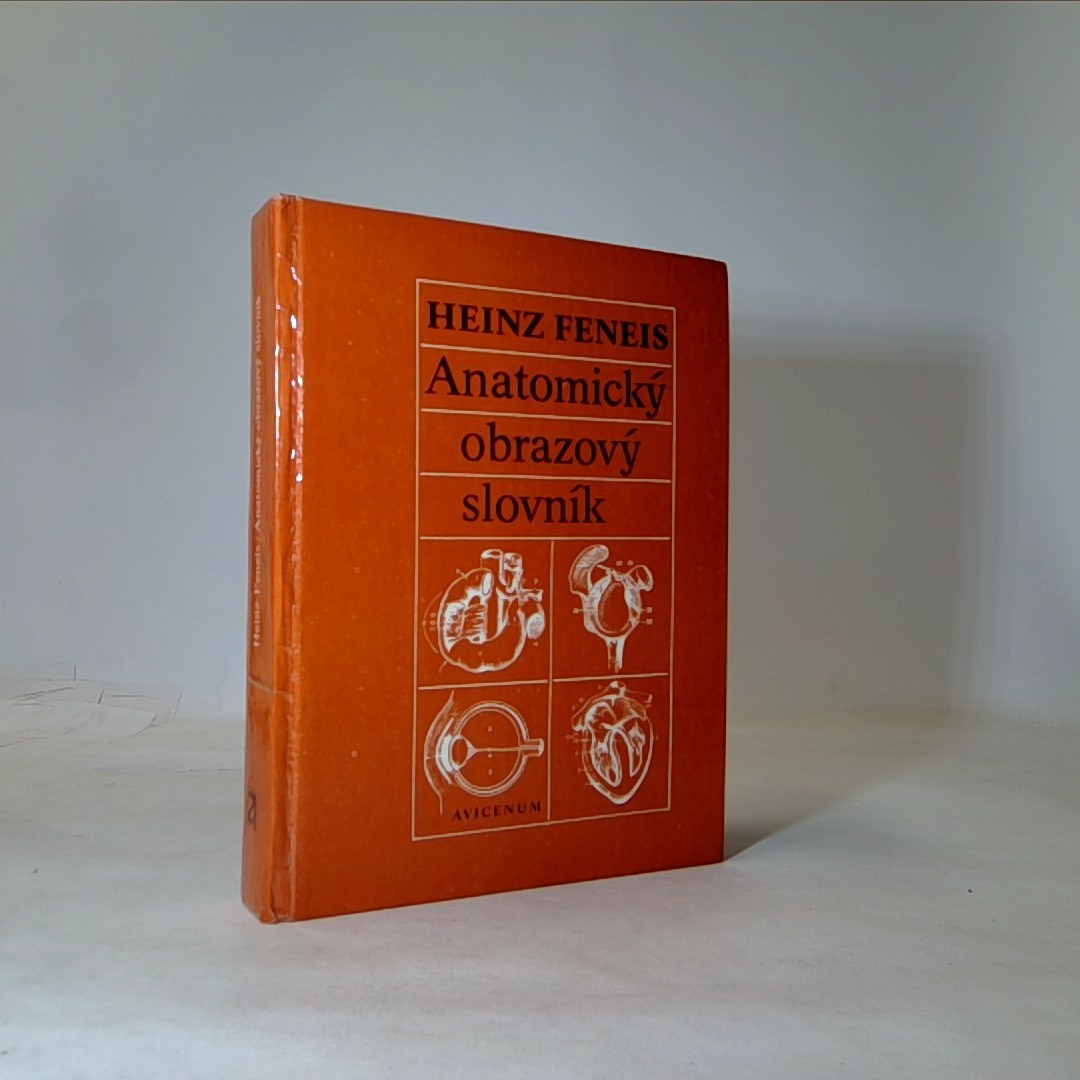 HEINZ FENEIS
Anatomický
obrazový
slovník
AVICENUM
Heinz Feneis / Anatomický obrazový slovník